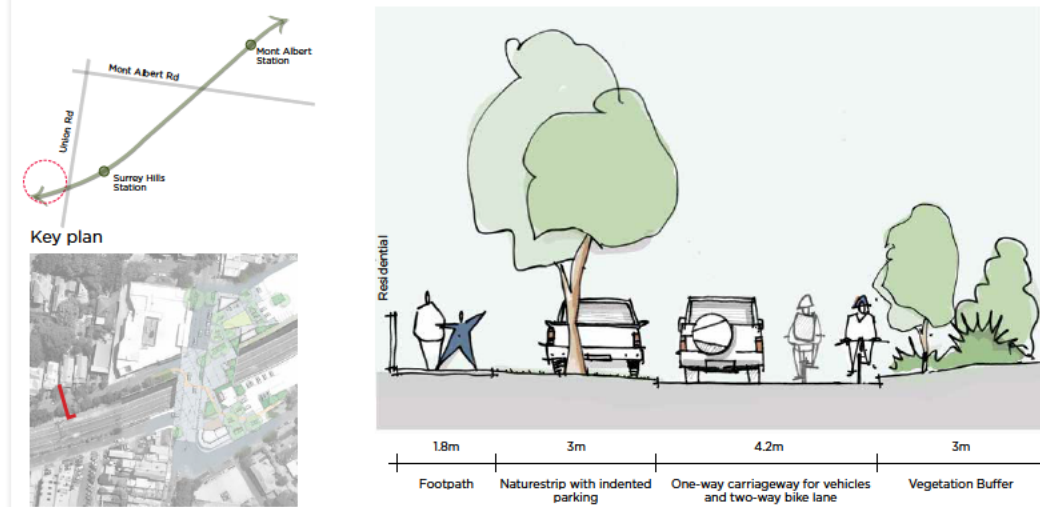 Mont Albert
Station
Mont Albert Rd
Union Rd
Surrey Hills
Station
Key plan
Residential
1.8m
3m
4.2m
3m
Footpath
Naturestrip with indented
parking
One-way carriageway for vehicles
and two-way bike lane
Vegetation Buffer